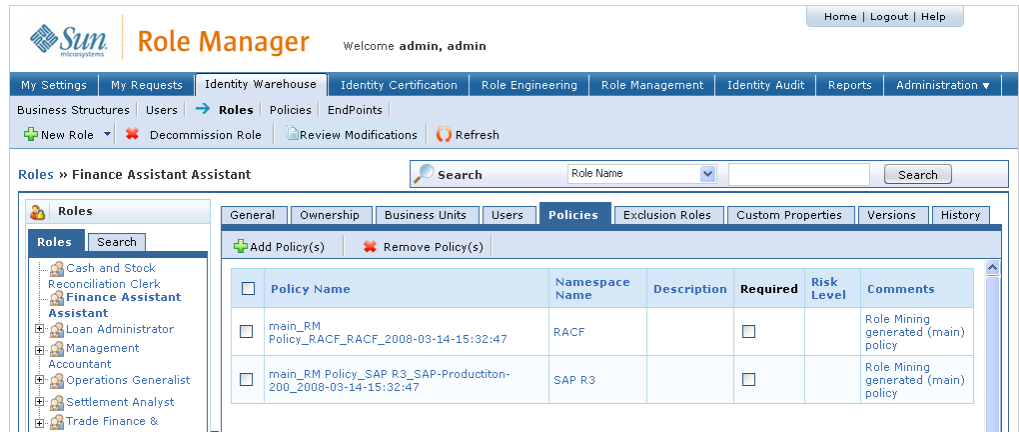 Home | Logout | Help
Sun
microsystems
Role Manager
Welcome admin, admin
My Settings
My Requests
Identity Warehouse
Identity Certification
Role Engineering
Role Management
Identity Audit
Reports
Administration
Business Structures | Users | Roles | Policies | EndPoints
New Role
Decommission Role
Review Modifications
Refresh
Roles » Finance Assistant Assistant
Search
Role Name
Search
Roles
Roles
Search
Cash and Stock
Reconciliation Clerk
Finance Assistant
Assistant
Loan Administrator
Management
Accountant
Operations Generalist
Settlement Analyst
Trade Finance &
General
Ownership
Business Units
Users
Policies
Exclusion Roles
Custom Properties
Versions
History
Add Policy(s)
Remove Policy(s)
Policy Name
Namespace
Name
Description
Required
Risk
Level
Comments
main_RM
Policy_RACF_RACF_2008-03-14-15:32:47
RACF
Role Mining
generated (main)
policy
main_RM Policy_SAP R3_SAP-Productiton-
200_2008-03-14-15:32:47
SAP R3
Role Mining
generated (main)
policy